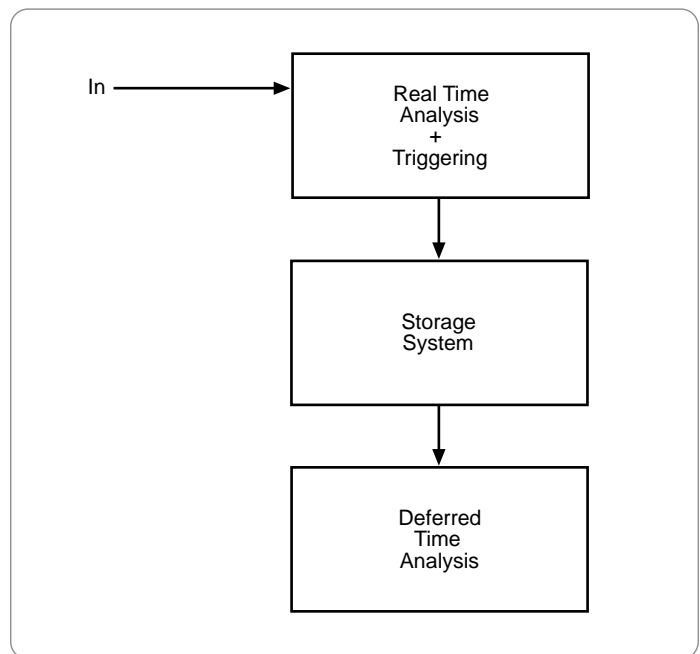 In
Real Time
Analysis
+
Triggering
Storage
System
Deferred
Time
Analysis